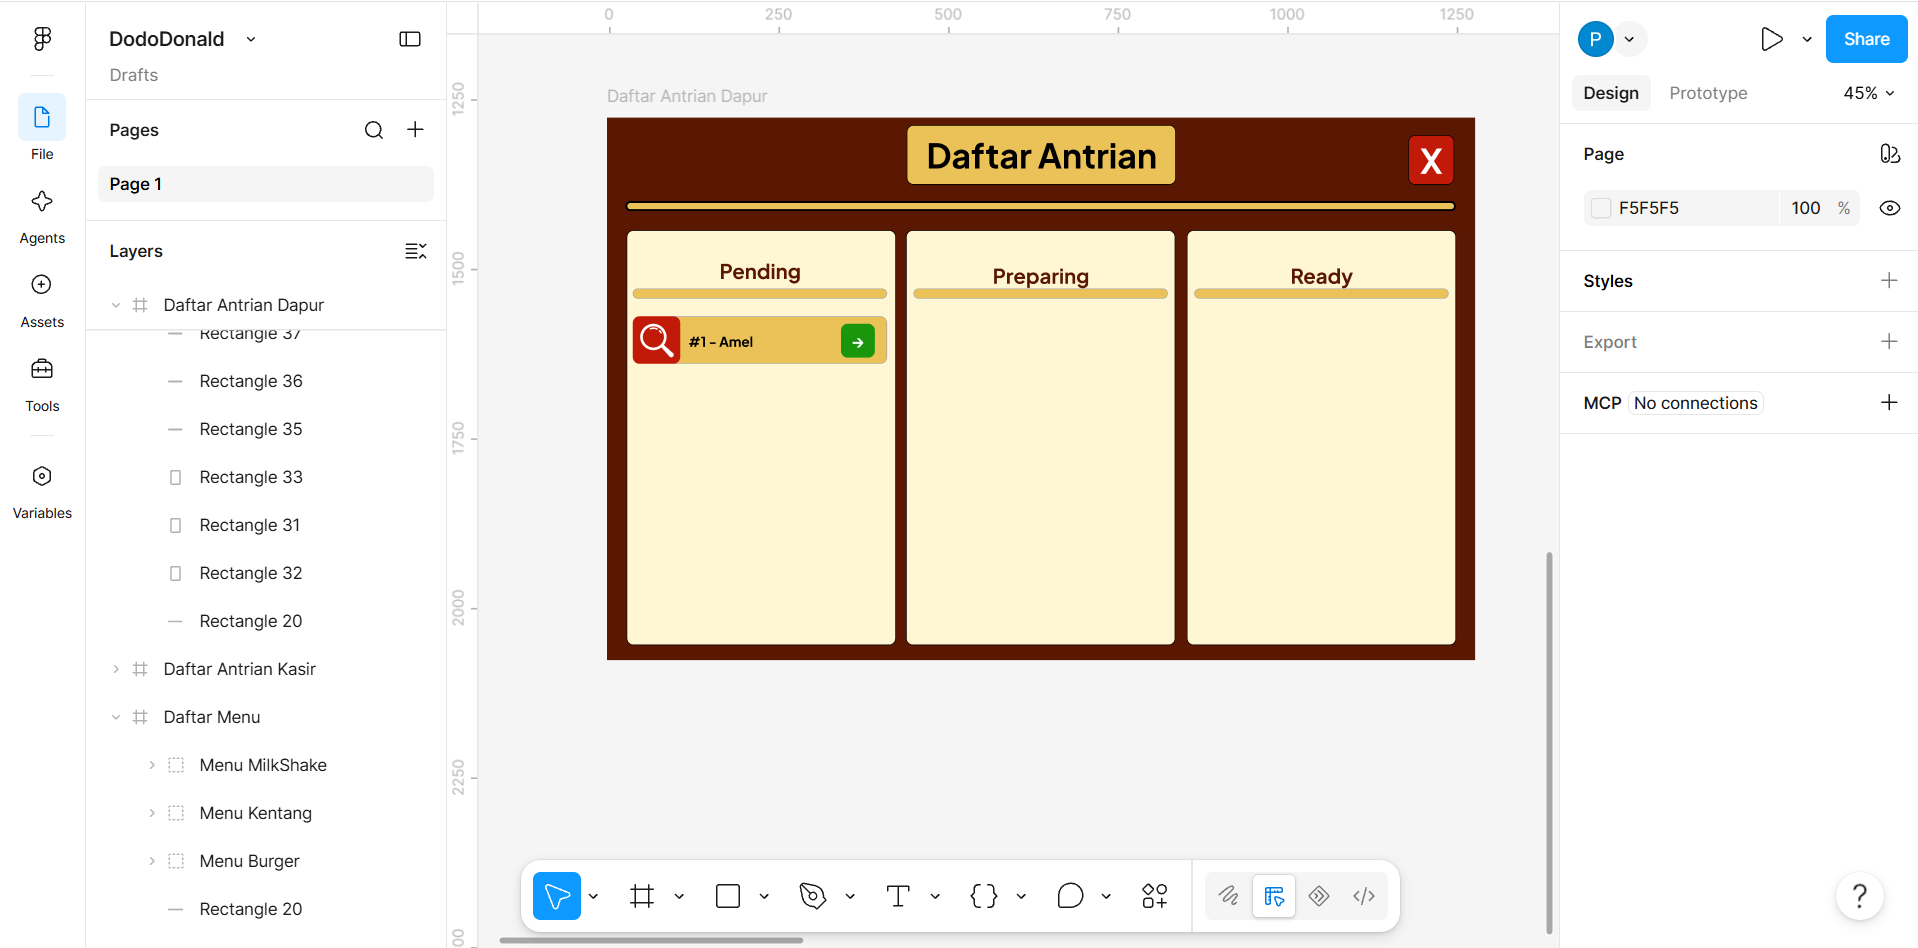 DodoDonald
Drafts
File
Agents
Assets
Tools
Variables
Pages
Page 1
Layers
Daftar Antrian Dapur
Rectangle 37
Rectangle 36
Rectangle 35
Rectangle 33
Rectangle 31
Rectangle 32
Rectangle 20
Daftar Antrian Kasir
Daftar Menu
Menu MilkShake
Menu Kentang
Menu Burger
Rectangle 20
0 250 500 750 1000 1250
1250
1500
1750
2000
2250
00
Daftar Antrian Dapur
Daftar Antrian
X
Pending
Preparing
Ready
#1 - Amel
P
Share
Design Prototype 45%
Page
F5F5F5 100 %
Styles
Export
MCP No connections
?